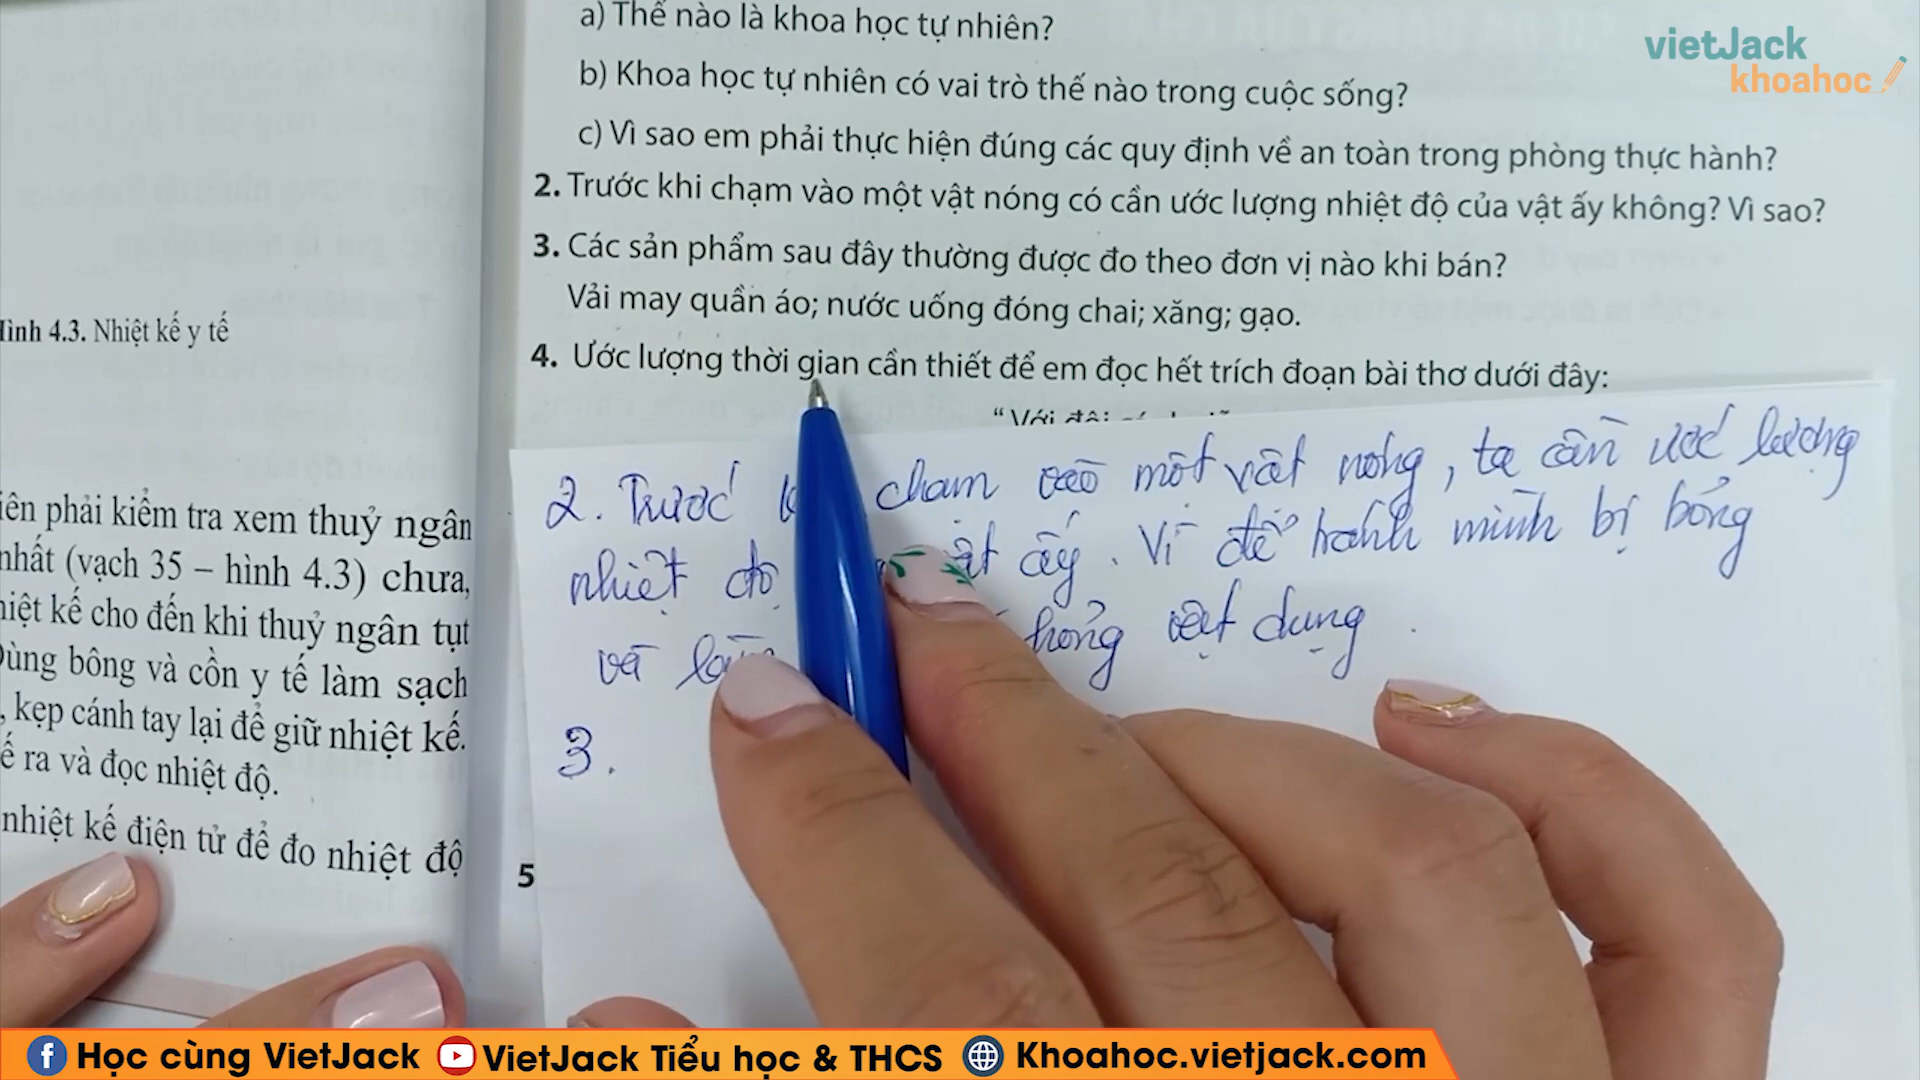 a) Thế nào là khoa học tự nhiên?
b) Khoa học tự nhiên có vai trò thế nào trong cuộc sống?
c) Vì sao em phải thực hiện đúng các quy định về an toàn trong phòng thực hành?
2. Trước khi chạm vào một vật nóng có cần ước lượng nhiệt độ của vật ấy không? Vì sao?
3. Các sản phẩm sau đây thường được đo theo đơn vị nào khi bán?
Vải may quần áo; nước uống đóng chai; xăng; gạo.
4. Ước lượng thời gian cần thiết để em đọc hết trích đoạn bài thơ dưới đây:
“Với đôi
2. Trước chạm vào một vật nóng, ta cần ước lượng
nhiệt độ vật ấy. Vì để tránh mình bị bỏng
và làm hỏng vật dụng.
3.
Hình 4.3. Nhiệt kế y tế
phải kiểm tra xem thuỷ ngân
nhất (vạch 35 – hình 4.3) chưa,
kế cho đến khi thuỷ ngân tụt
Dùng bông và cồn y tế làm sạch
, kẹp cánh tay lại để giữ nhiệt kế.
ra và đọc nhiệt độ.
nhiệt kế điện tử để đo nhiệt độ
5
vietJack
khoahoc
Học cùng VietJack
VietJack Tiểu học & THCS
Khoahoc.vietjack.com